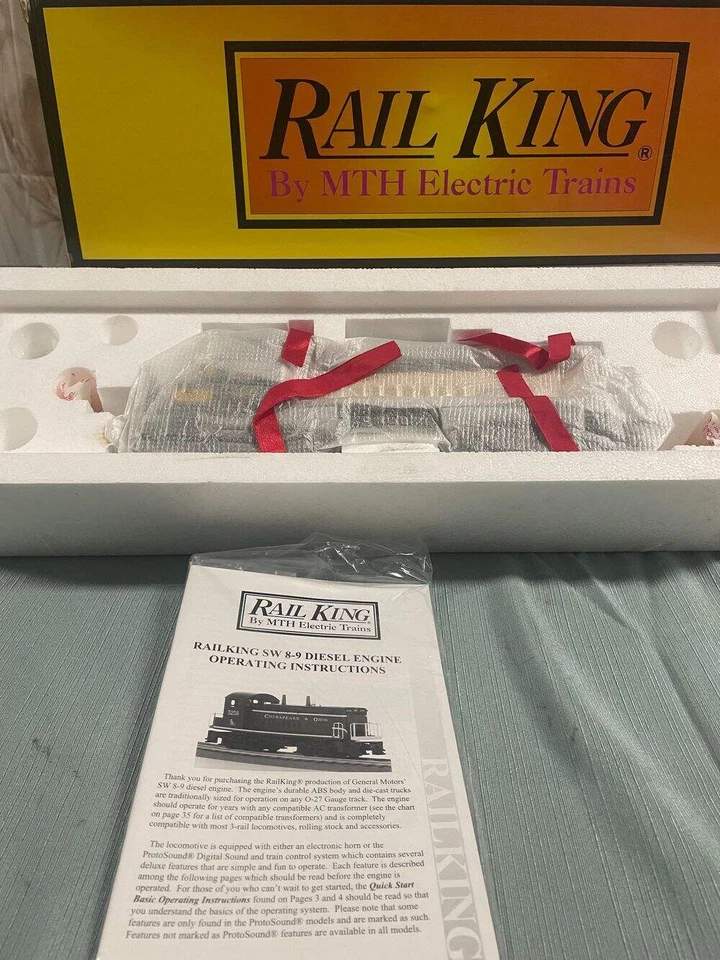 RAIL KING®
By MTH Electric Trains
RAIL KING®
By MTH Electric Trains
RAILKING SW 8-9 DIESEL ENGINE
OPERATING INSTRUCTIONS
5256
CHESAPEAKE & OHIO
Thank you for purchasing the RailKing® production of General Motors'
SW 8-9 diesel engine. The engine's durable ABS body and die-cast trucks
are traditionally sized for operation on any O-27 Gauge track. The engine
should operate for years with any compatible AC transformer (see the chart
on page 35 for a list of compatible transformers) and is completely
compatible with most 3-rail locomotives, rolling stock and accessories.
The locomotive is equipped with either an electronic horn or the
ProtoSound® Digital Sound and train control system which contains several
deluxe features that are simple and fun to operate. Each feature is described
among the following pages which should be read before the engine is
operated. For those of you who can't wait to get started, the Quick Start
Basic Operating Instructions found on Pages 3 and 4 should be read so that
you understand the basics of the operating system. Please note that some
features are only found in the ProtoSound® models and are marked as such.
Features not marked as ProtoSound® features are available in all models.
RAILKING